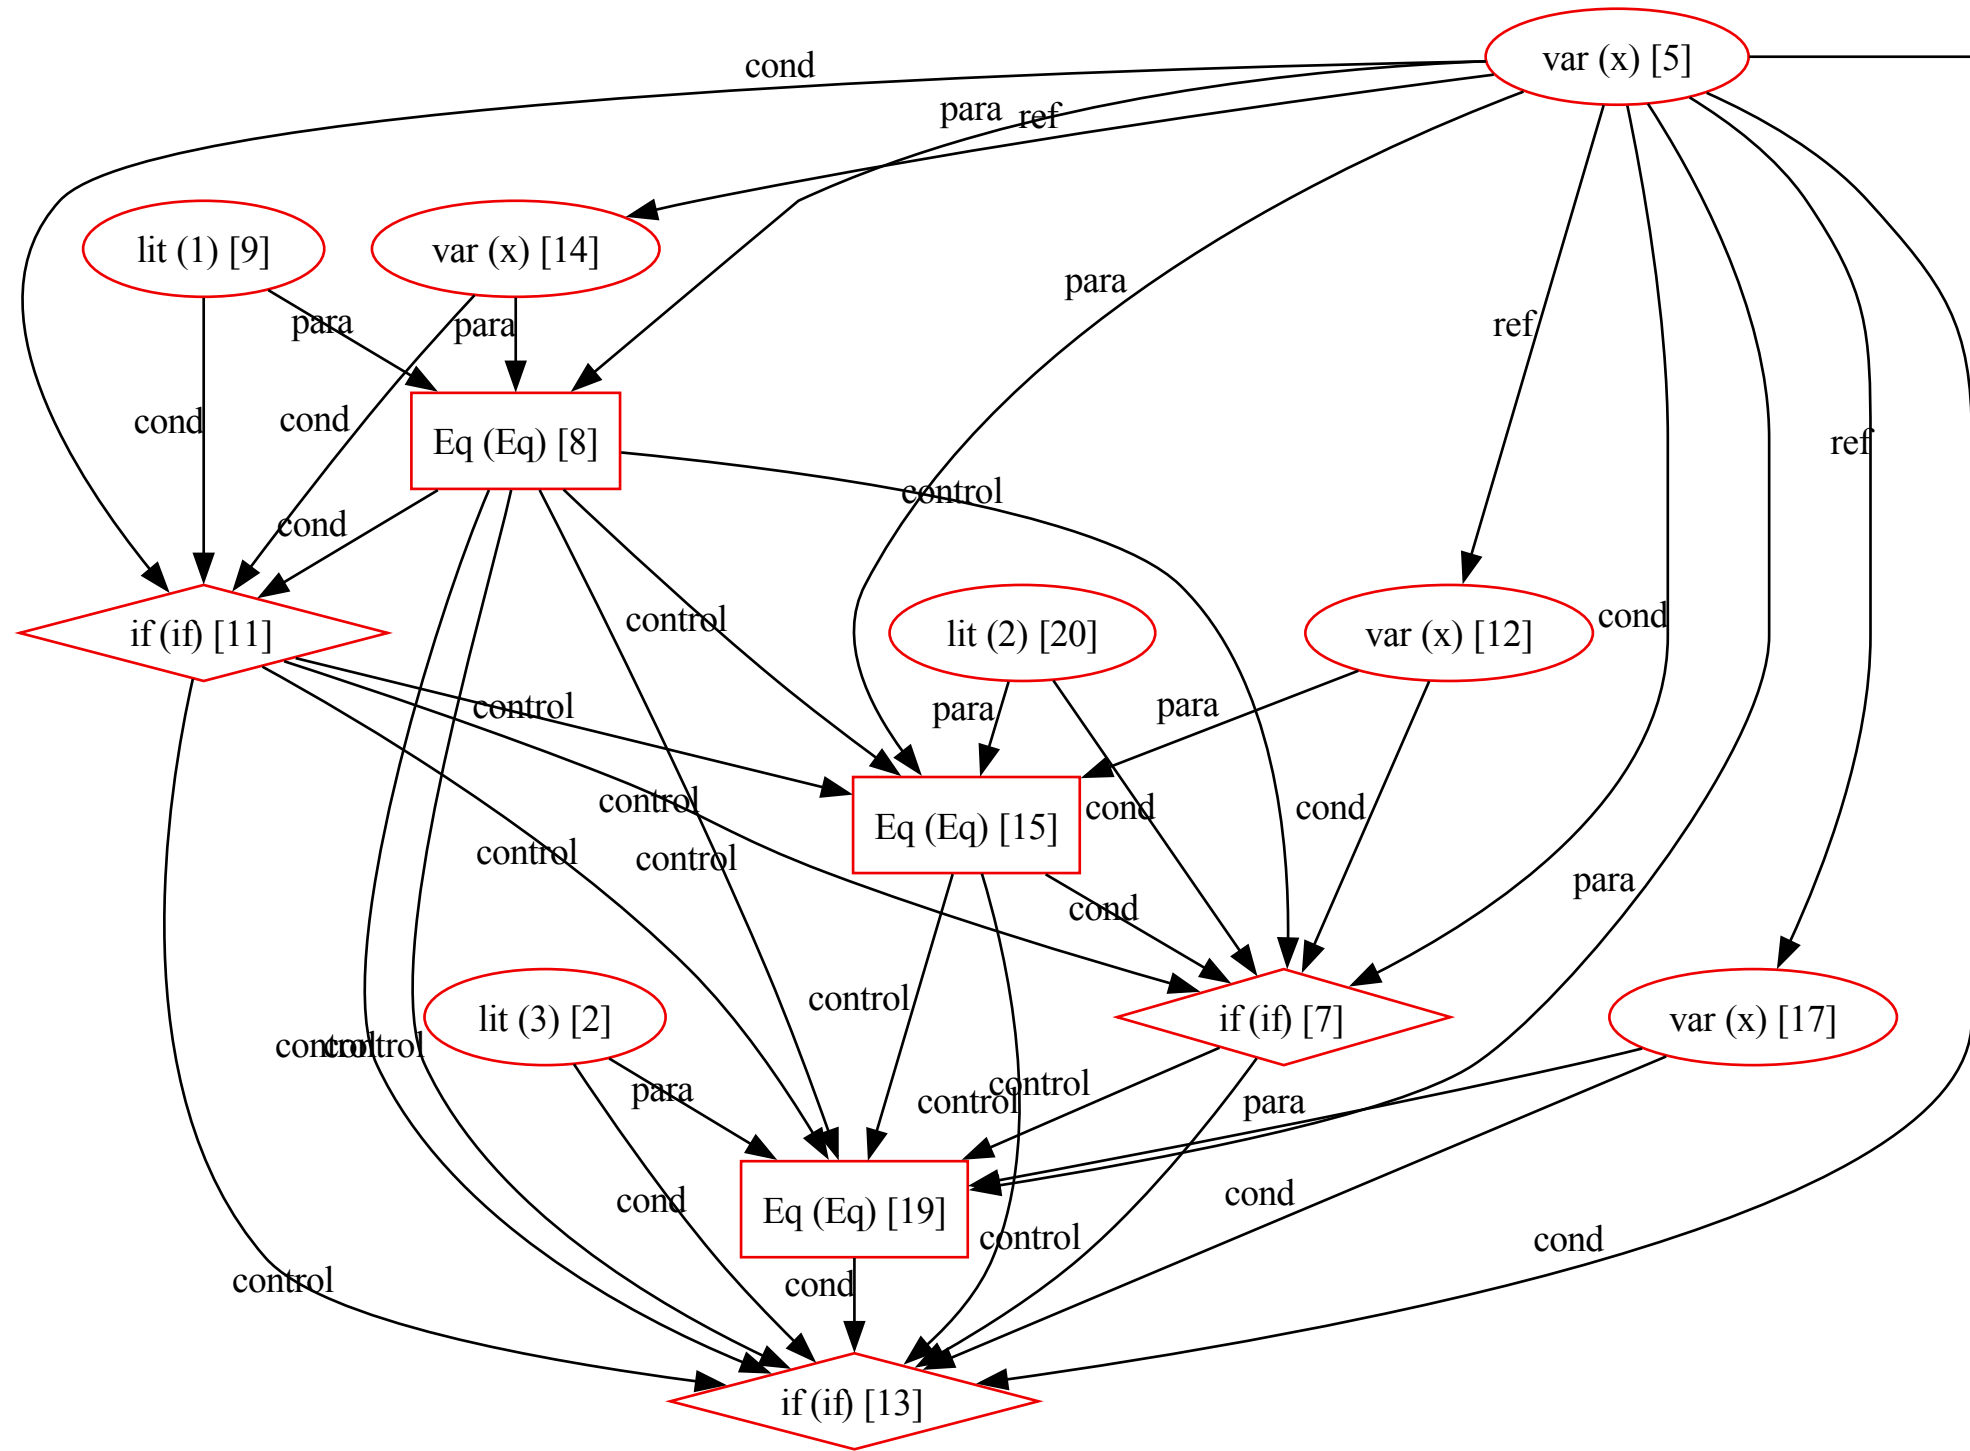 var (x) [5]
cond
para
ref
lit (1) [9]
var (x) [14]
para
para
para
ref
cond
cond
Eq (Eq) [8]
ref
control
cond
if (if) [11]
control
lit (2) [20]
var (x) [12]
cond
control
para
para
control
cond
cond
control
control
Eq (Eq) [15]
para
cond
control
lit (3) [2]
if (if) [7]
var (x) [17]
control
control
para
control
control
para
Eq (Eq) [19]
cond
cond
control
cond
control
cond
if (if) [13]